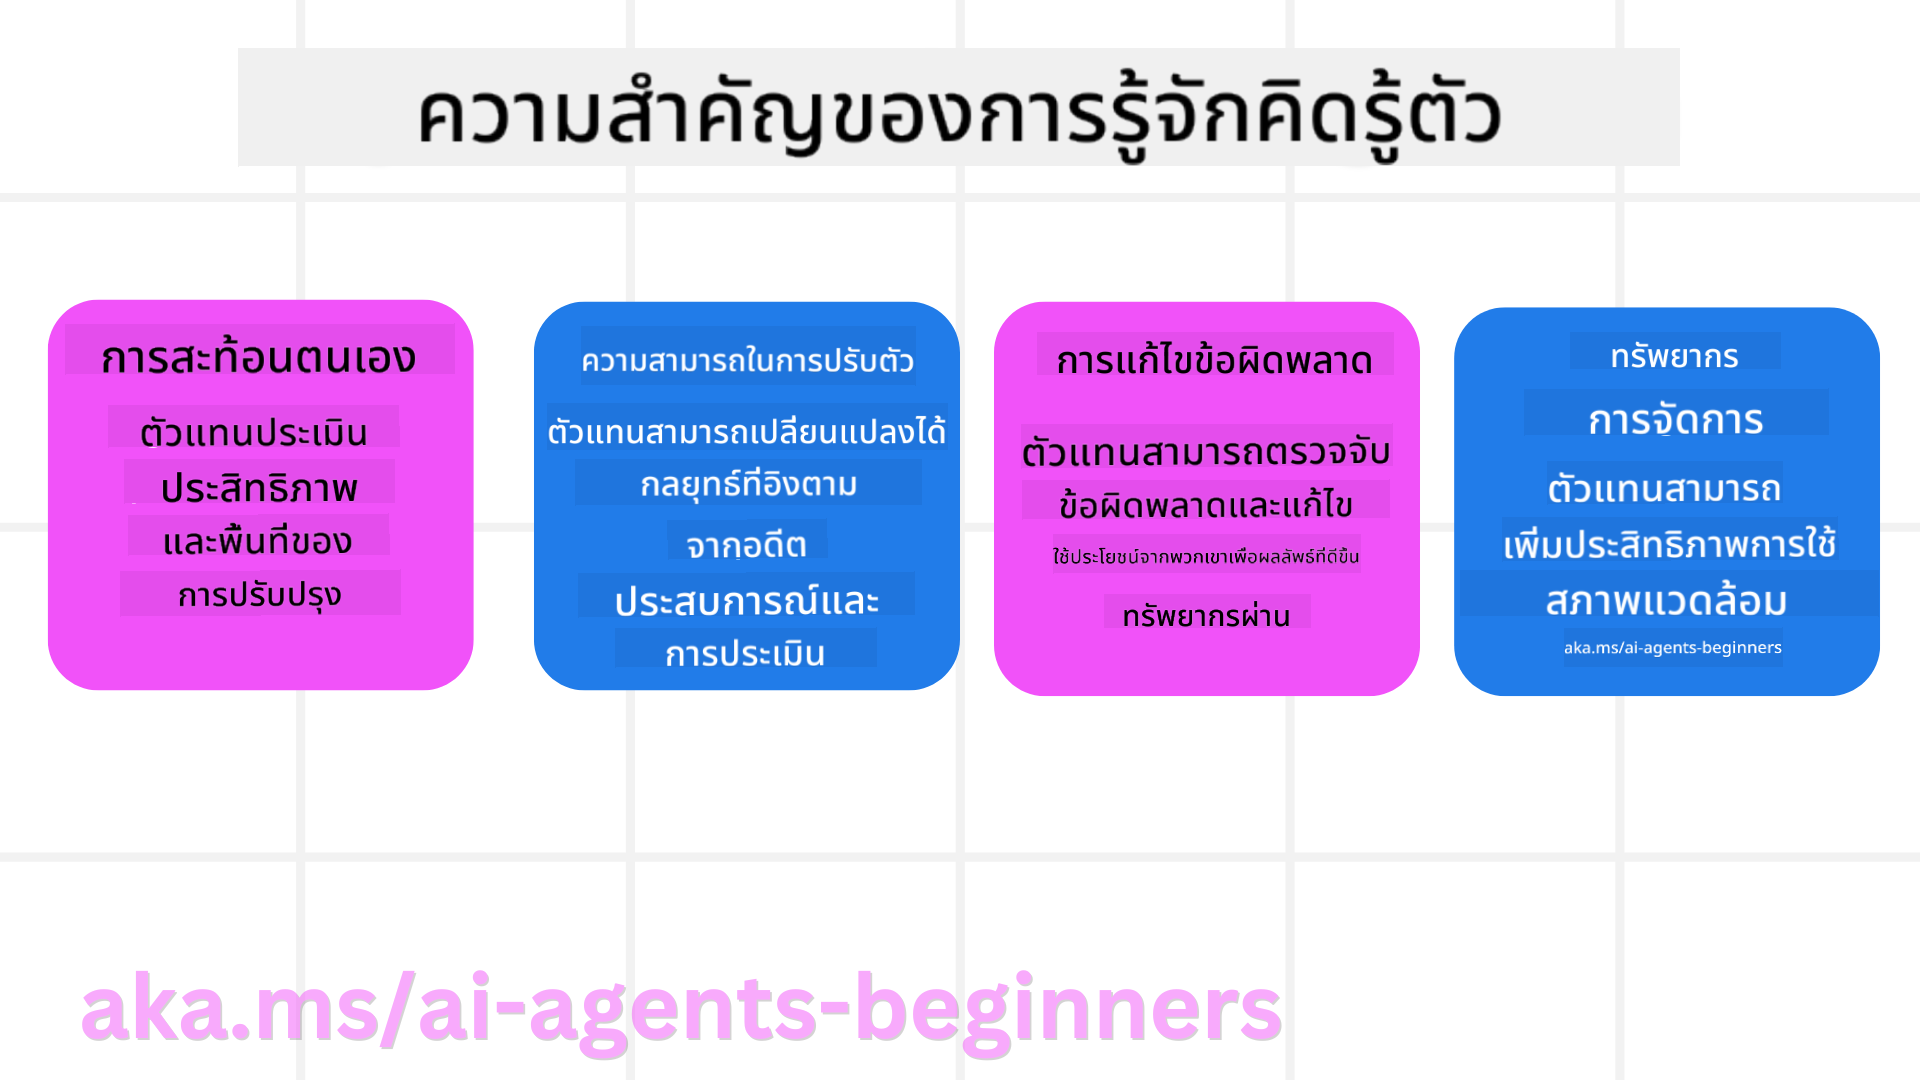 ความสำคัญของการรู้จักคิดรู้ตัว
การสะท้อนตนเอง
ตัวแทนประเมิน
ประสิทธิภาพ
และพื้นที่ของ
การปรับปรุง
ความสามารถในการปรับตัว
ตัวแทนสามารถเปลี่ยนแปลงได้
กลยุทธ์ที่อิงตาม
จากอดีต
ประสบการณ์และ
การประเมิน
การแก้ไขข้อผิดพลาด
ตัวแทนสามารถตรวจจับ
ข้อผิดพลาดและแก้ไข
ใช้ประโยชน์จากพวกเขาเพื่อผลลัพธ์ที่ดีขึ้น
ทรัพยากรผ่าน
ทรัพยากร
การจัดการ
ตัวแทนสามารถ
เพิ่มประสิทธิภาพการใช้
สภาพแวดล้อม
aka.ms/ai-agents-beginners
aka.ms/ai-agents-beginners